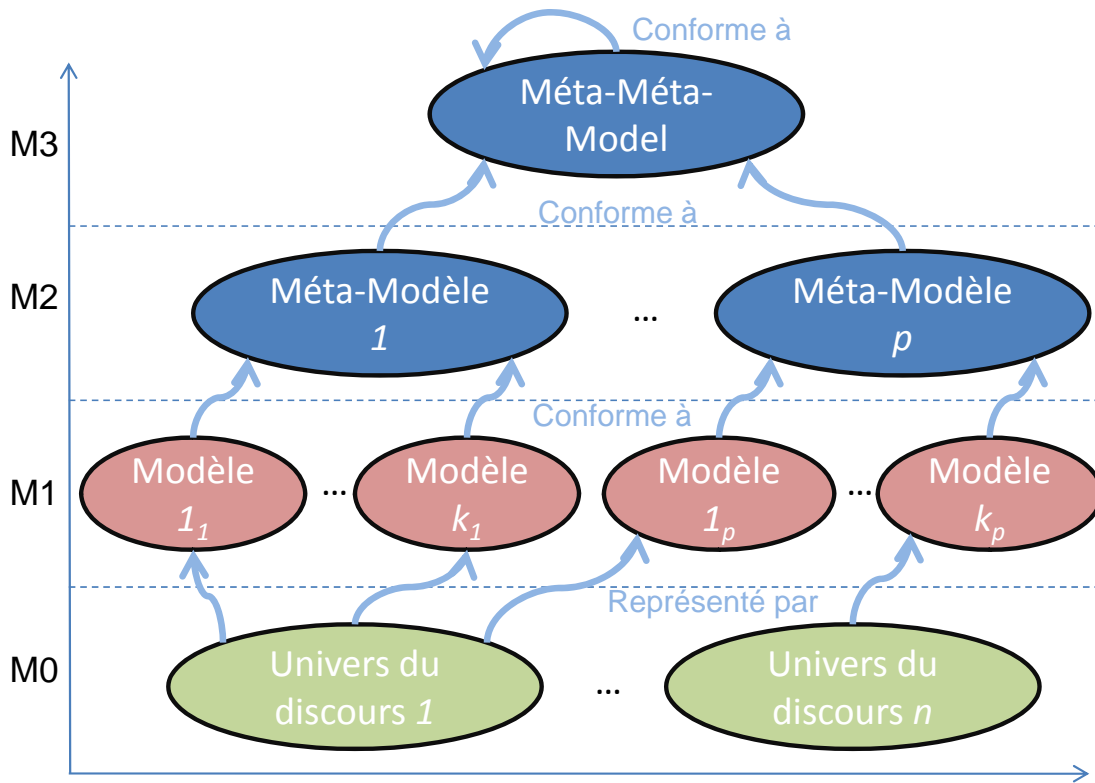 Conforme à
Méta-Méta-
Model
M3
Conforme à
M2
Méta-Modèle
1
...
Méta-Modèle
p
Conforme à
M1
Modèle
1₁
...
Modèle
k₁
Modèle
1ₚ
...
Modèle
kₚ
Représenté par
M0
Univers du
discours 1
...
Univers du
discours n